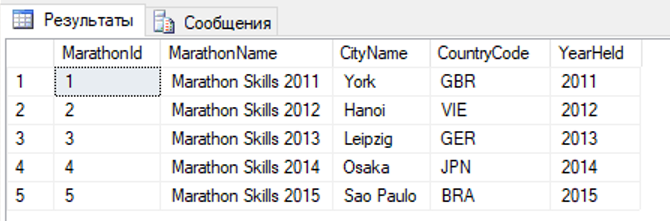 Результаты Сообщения
MarathonId MarathonName CityName CountryCode YearHeld
1 1 Marathon Skills 2011 York GBR 2011
2 2 Marathon Skills 2012 Hanoi VIE 2012
3 3 Marathon Skills 2013 Leipzig GER 2013
4 4 Marathon Skills 2014 Osaka JPN 2014
5 5 Marathon Skills 2015 Sao Paulo BRA 2015